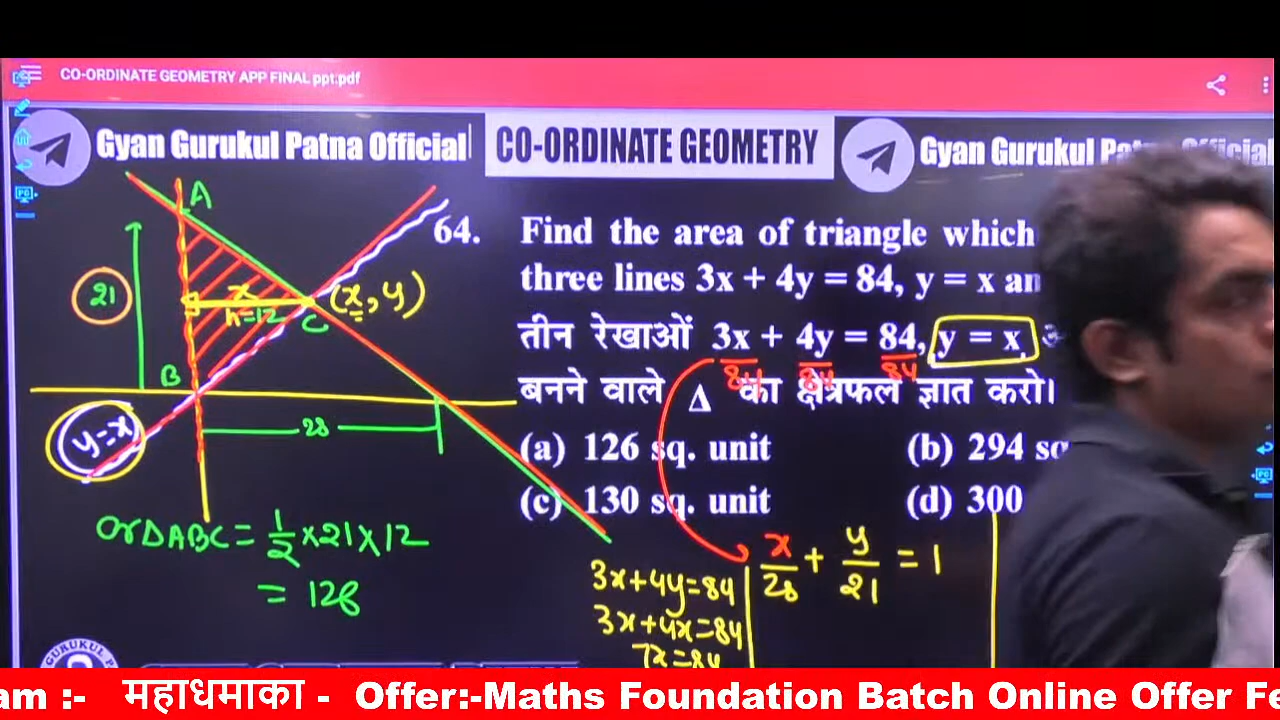 CO-ORDINATE GEOMETRY APP FINAL ppt.pdf
Gyan Gurukul Patna Official
CO-ORDINATE GEOMETRY
Gyan Gurukul
64. Find the area of triangle which
three lines 3x + 4y = 84, y = x
तीन रेखाओं 3x + 4y = 84, y = x
84 84 84
बनने वाले Δ का क्षेत्रफल ज्ञात करो।
(a) 126 sq. unit (b) 294
(c) 130 sq. unit (d) 300
A
21
x
(x, y)
h=12
C
B
y=x
28
arΔABC = 1/2 ×21×12
= 126
x/28 + y/21 = 1
3x+4y=84
3x+4x=84
7x=84
महाधमाका - Offer:-Maths Foundation Batch Online Offer